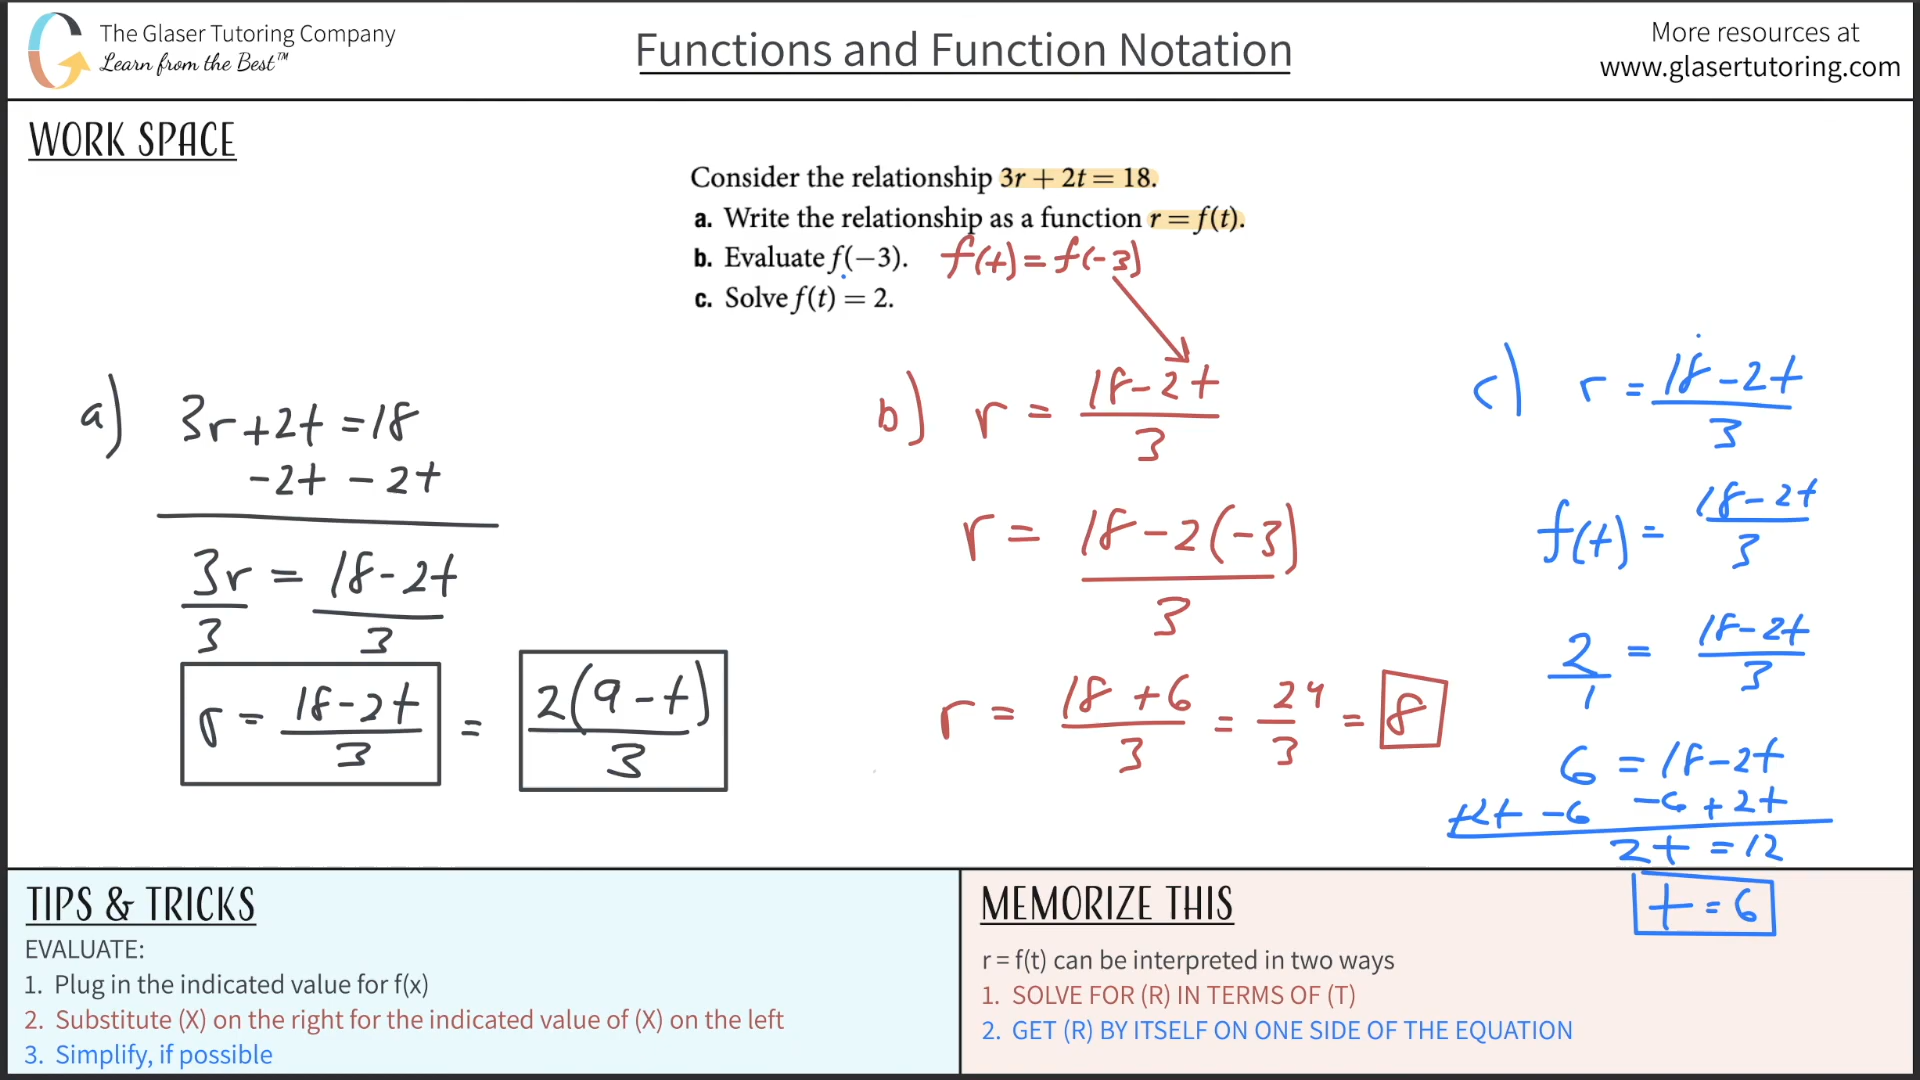 The Glaser Tutoring Company
Learn from the Best™
Functions and Function Notation
More resources at
www.glasertutoring.com
WORK SPACE
Consider the relationship 3r + 2t = 18.
a. Write the relationship as a function r = f(t).
b. Evaluate f(−3). f(t) = f(-3)
c. Solve f(t) = 2.
a) 3r+2t =18
-2t - 2t
3r = 18-2t
3 3
r = 18-2t = 2(9-t)
3 3
b) r = 18-2t
3
r = 18-2(-3)
3
r = 18 +6 = 24 = 8
3 3
c) r = 18-2t
3
f(t) = 18-2t
3
2 = 18-2t
1 3
6 = 18-2t
+2t -6 -6 +2t
2t = 12
t = 6
TIPS & TRICKS
EVALUATE:
1. Plug in the indicated value for f(x)
2. Substitute (X) on the right for the indicated value of (X) on the left
3. Simplify, if possible
MEMORIZE THIS
r = f(t) can be interpreted in two ways
1. SOLVE FOR (R) IN TERMS OF (T)
2. GET (R) BY ITSELF ON ONE SIDE OF THE EQUATION